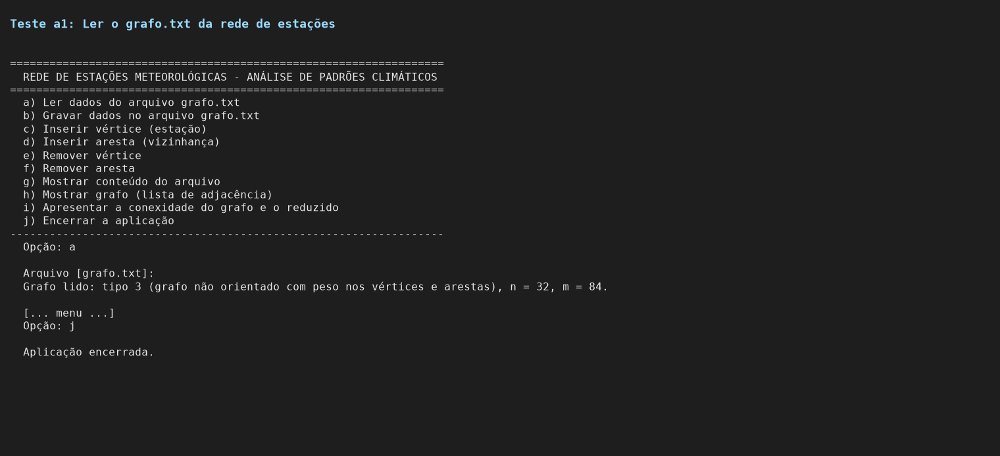 Teste a1: Ler o grafo.txt da rede de estações
==================================================================
REDE DE ESTAÇÕES METEOROLÓGICAS - ANÁLISE DE PADRÕES CLIMÁTICOS
==================================================================
a) Ler dados do arquivo grafo.txt
b) Gravar dados no arquivo grafo.txt
c) Inserir vértice (estação)
d) Inserir aresta (vizinhança)
e) Remover vértice
f) Remover aresta
g) Mostrar conteúdo do arquivo
h) Mostrar grafo (lista de adjacência)
i) Apresentar a conexidade do grafo e o reduzido
j) Encerrar a aplicação
------------------------------------------------------------------
Opção: a
Arquivo [grafo.txt]:
Grafo lido: tipo 3 (grafo não orientado com peso nos vértices e arestas), n = 32, m = 84.
[... menu ...]
Opção: j
Aplicação encerrada.